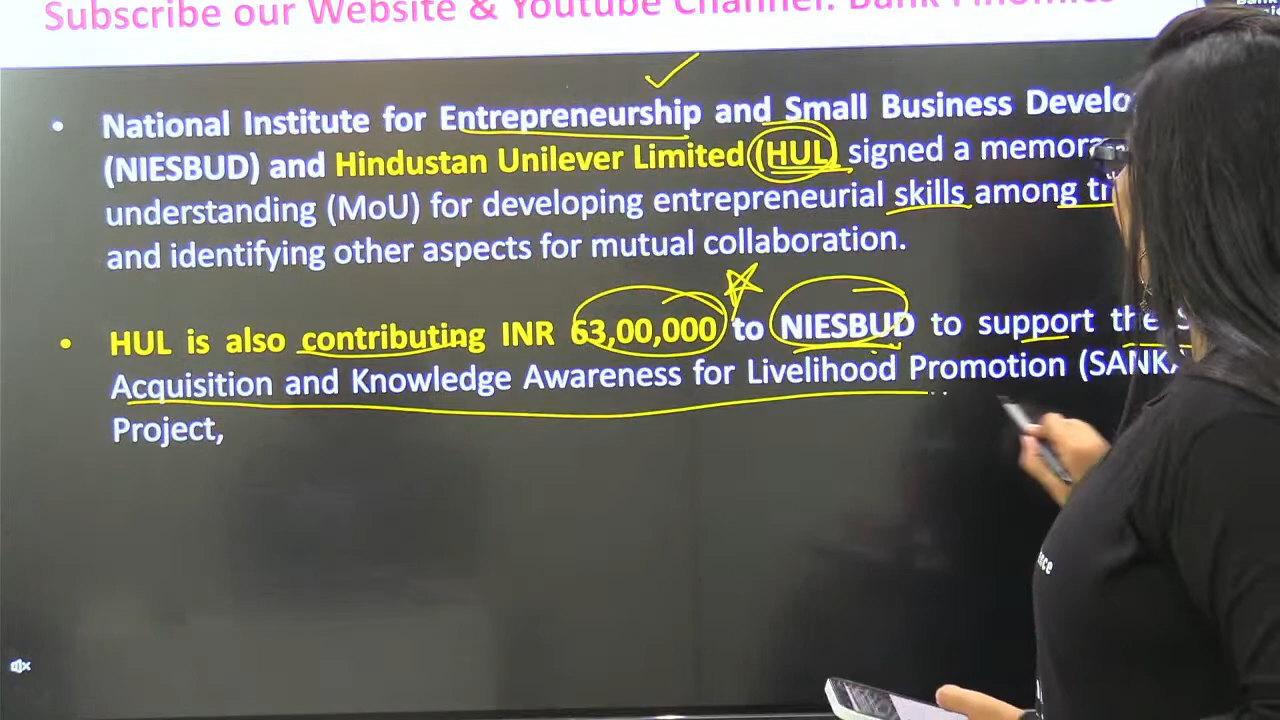 Subscribe our Website & Youtube Channel: Bank Finomics
• National Institute for Entrepreneurship and Small Business Develo
(NIESBUD) and Hindustan Unilever Limited (HUL) signed a memora
understanding (MoU) for developing entrepreneurial skills among tr
and identifying other aspects for mutual collaboration.
• HUL is also contributing INR 63,00,000 to NIESBUD to support the S
Acquisition and Knowledge Awareness for Livelihood Promotion (SANKA
Project,